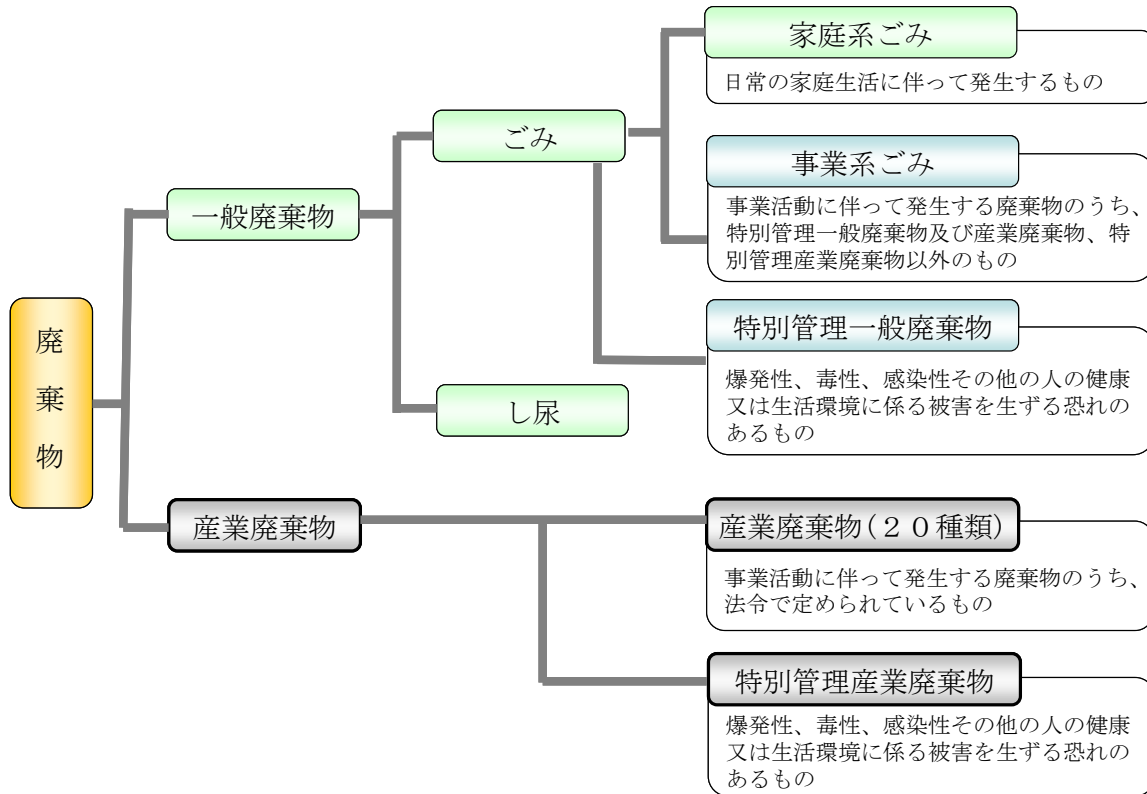 家庭系ごみ
日常の家庭生活に伴って発生するもの
ごみ
事業系ごみ
事業活動に伴って発生する廃棄物のうち、
特別管理一般廃棄物及び産業廃棄物、特
別管理産業廃棄物以外のもの
一般廃棄物
特別管理一般廃棄物
爆発性、毒性、感染性その他の人の健康
又は生活環境に係る被害を生ずる恐れの
あるもの
廃棄物
し尿
産業廃棄物
産業廃棄物(20種類)
事業活動に伴って発生する廃棄物のうち、
法令で定められているもの
特別管理産業廃棄物
爆発性、毒性、感染性その他の人の健康
又は生活環境に係る被害を生ずる恐れの
あるもの